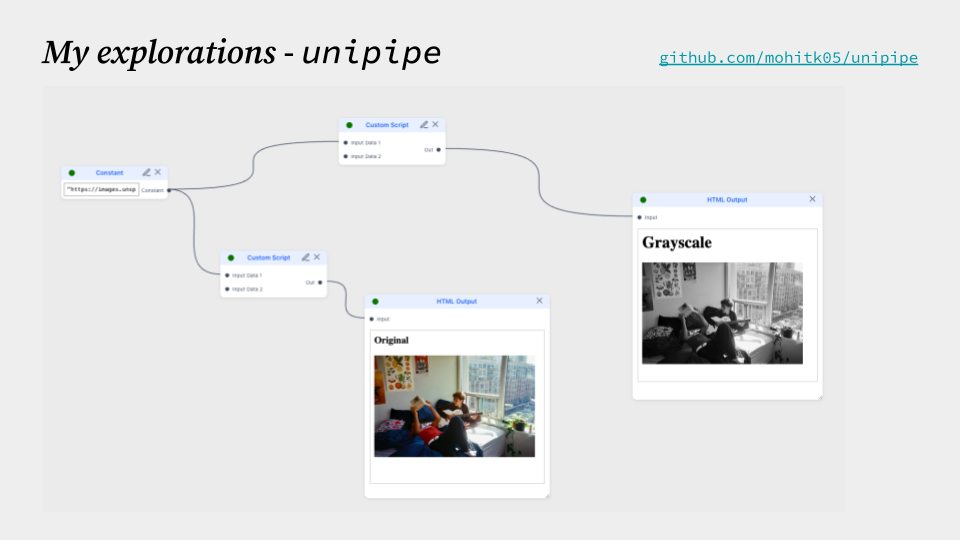 My explorations - unipipe
github.com/mohitk05/unipipe
Custom Script
Input Data 1
Input Data 2
Out
Constant
"https://images.unsp
Constant
HTML Output
Input
Grayscale
Custom Script
Input Data 1
Input Data 2
Out
HTML Output
Input
Original